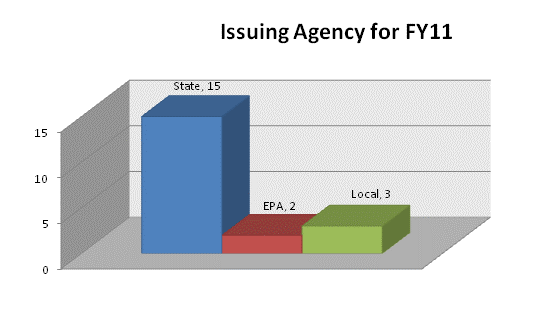 Issuing Agency for FY11
State, 15
15
10
EPA, 2
Local, 3
5
0